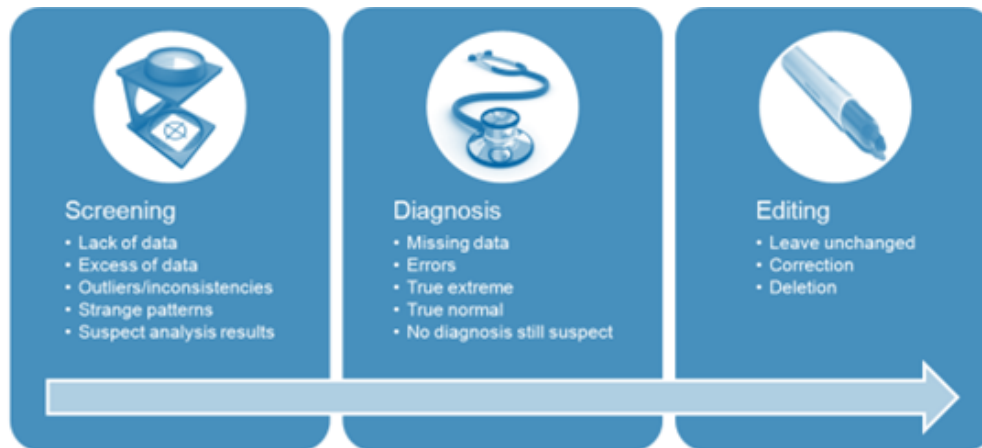 Screening
• Lack of data
• Excess of data
• Outliers/inconsistencies
• Strange patterns
• Suspect analysis results
Diagnosis
• Missing data
• Errors
• True extreme
• True normal
• No diagnosis still suspect
Editing
• Leave unchanged
• Correction
• Deletion